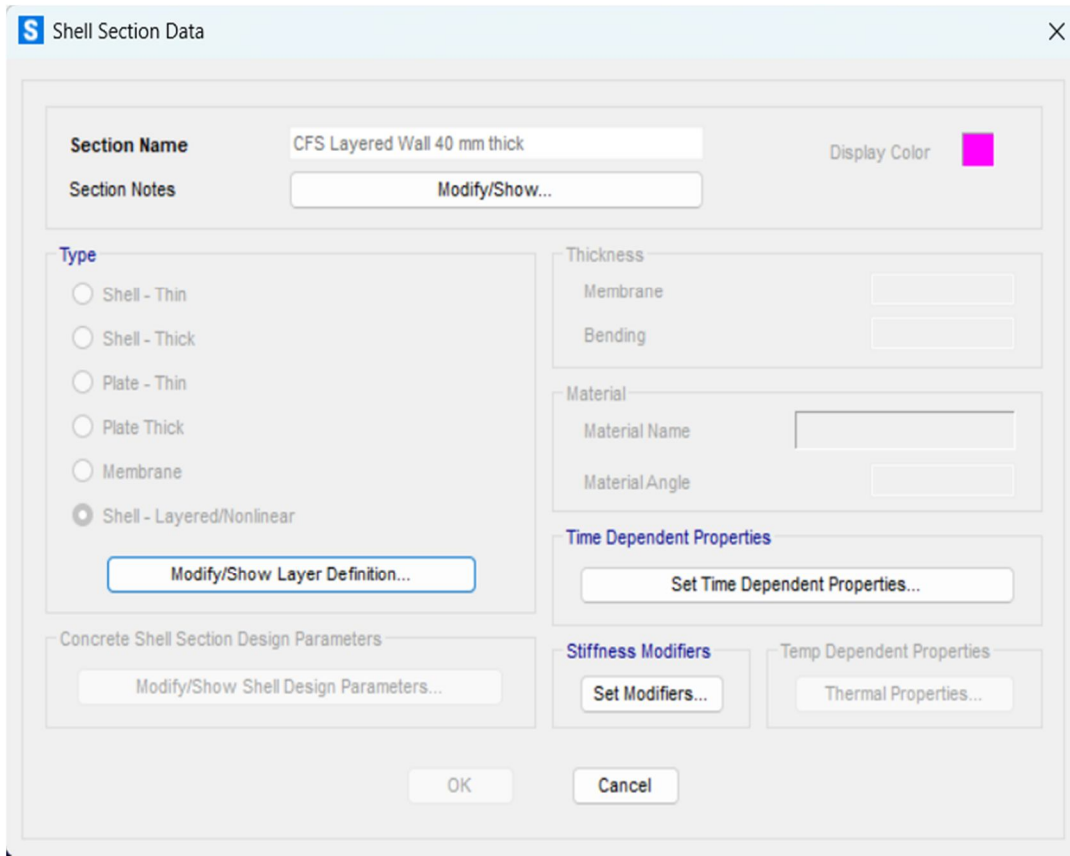 S Shell Section Data
Section Name CFS Layered Wall 40 mm thick Display Color
Section Notes Modify/Show...
Type
Shell - Thin
Shell - Thick
Plate - Thin
Plate Thick
Membrane
Shell - Layered/Nonlinear
Modify/Show Layer Definition...
Concrete Shell Section Design Parameters
Modify/Show Shell Design Parameters...
Thickness
Membrane
Bending
Material
Material Name
Material Angle
Time Dependent Properties
Set Time Dependent Properties...
Stiffness Modifiers
Set Modifiers...
Temp Dependent Properties
Thermal Properties...
OK Cancel